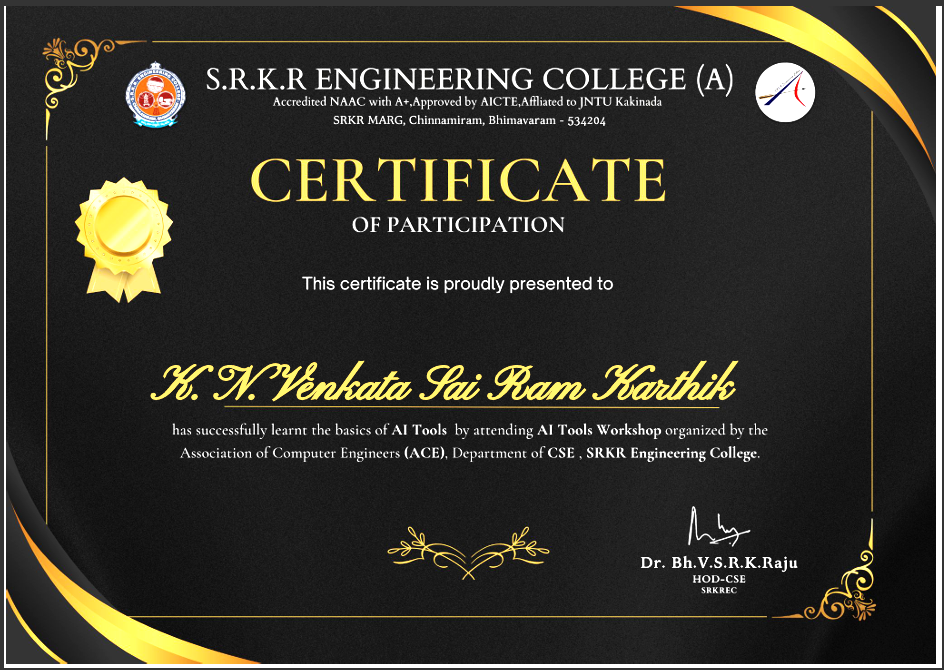 S.R.K.R ENGINEERING COLLEGE (A)
Accredited NAAC with A+,Approved by AICTE,Affliated to JNTU Kakinada
SRKR MARG, Chinnamiram, Bhimavaram - 534204
CERTIFICATE
OF PARTICIPATION
This certificate is proudly presented to
K. N.Venkata Sai Ram Karthik
has successfully learnt the basics of AI Tools by attending AI Tools Workshop organized by the
Association of Computer Engineers (ACE), Department of CSE , SRKR Engineering College.
Dr. Bh.V.S.R.K.Raju
HOD-CSE
SRKREC